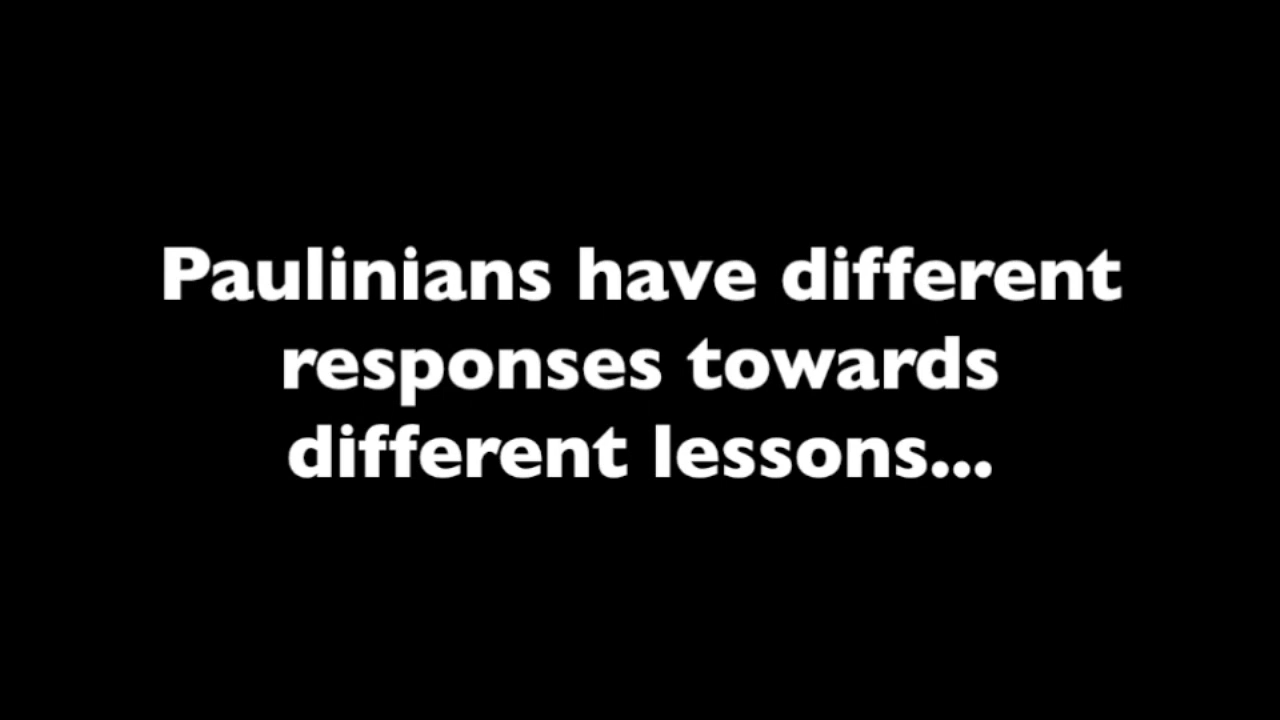 Paulinians have different
responses towards
different lessons...